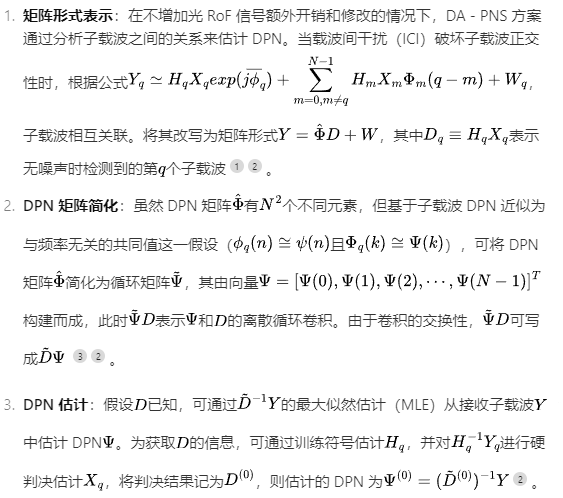 1. 矩阵形式表示：在不增加光 RoF 信号额外开销和修改的情况下，DA - PNS 方案
通过分析子载波之间的关系来估计 DPN。当载波间干扰（ICI）破坏子载波正交
性时，根据公式$Y_q \simeq H_q X_q exp(\overline{j\phi_q}) + \sum_{m=0,m\neq q}^{N-1} H_m X_m \Phi_m(q-m) + W_q$，
子载波相互关联。将其改写为矩阵形式$Y = \hat{\Phi}D + W$，其中$D_q \equiv H_q X_q$表示
无噪声时检测到的第$q$个子载波 1 2 。
2. DPN 矩阵简化：虽然 DPN 矩阵$\hat{\Phi}$有$N^2$个不同元素，但基于子载波 DPN 近似为
与频率无关的共同值这一假设（$\phi_q(n) \cong \psi(n)$且$\Phi_q(k) \cong \Psi(k)$），可将 DPN
矩阵$\hat{\Phi}$简化为循环矩阵$\tilde{\Psi}$，其由向量$\Psi = [\Psi(0), \Psi(1), \Psi(2), \cdots, \Psi(N-1)]^T$
构建而成，此时$\tilde{\Psi}D$表示$\Psi$和$D$的离散循环卷积。由于卷积的交换性，$\tilde{\Psi}D$可写
成$\tilde{D}\Psi$ 3 2 。
3. DPN 估计：假设$D$已知，可通过$\tilde{D}^{-1}Y$的最大似然估计（MLE）从接收子载波$Y$
中估计 DPN$\Psi$。为获取$D$的信息，可通过训练符号估计$H_q$，并对$H_q^{-1}Y_q$进行硬
判决估计$X_q$，将判决结果记为$D^{(0)}$，则估计的 DPN 为$\Psi^{(0)} = (\tilde{D}^{(0)})^{-1}Y$ 2 。